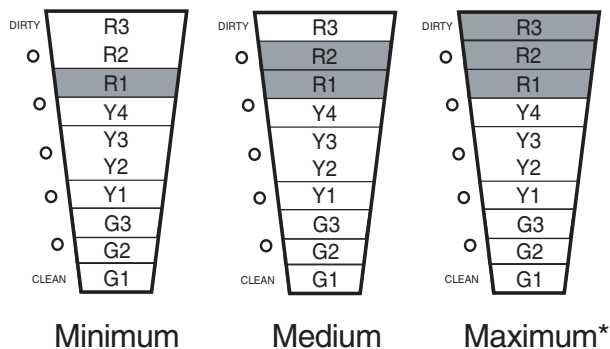 DIRTY R3
R2
R1
Y4
Y3
Y2
Y1
G3
G2
CLEAN G1
Minimum
DIRTY R3
R2
R1
Y4
Y3
Y2
Y1
G3
G2
CLEAN G1
Medium
DIRTY R3
R2
R1
Y4
Y3
Y2
Y1
G3
G2
CLEAN G1
Maximum*